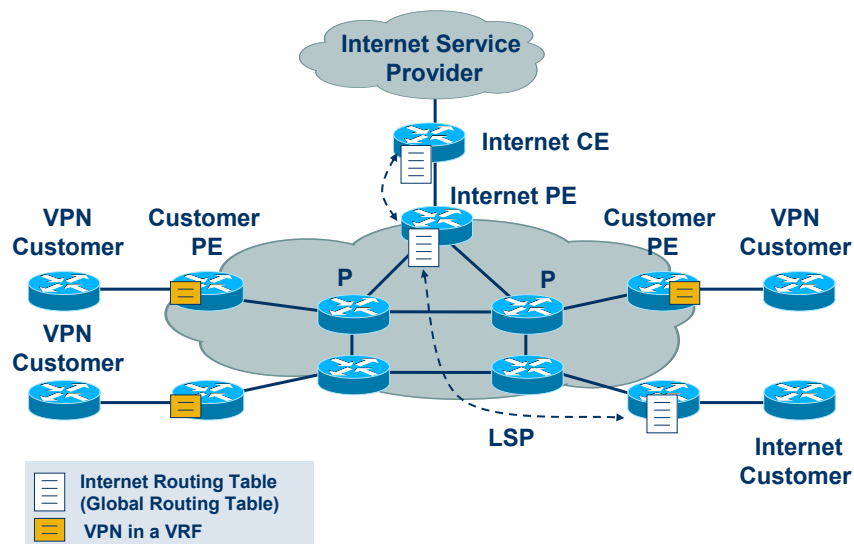 Internet Service
Provider
Internet CE
Internet PE
VPN
Customer
Customer
PE
Customer
PE
VPN
Customer
P
P
VPN
Customer
LSP
Internet
Customer
Internet Routing Table
(Global Routing Table)
VPN in a VRF